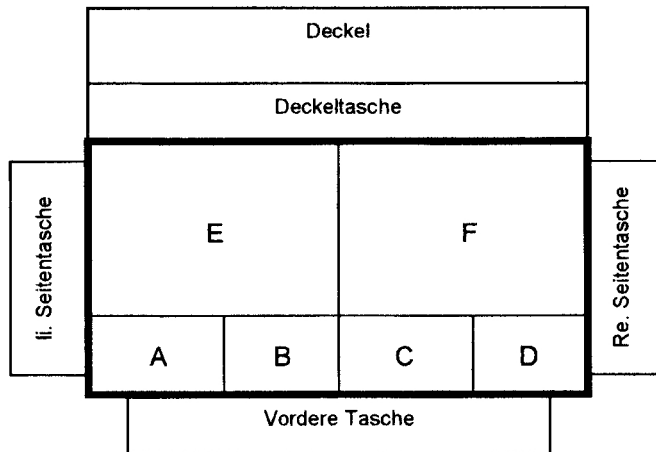 Deckel
Deckeltasche
li. Seitentasche
E
F
Re. Seitentasche
A
B
C
D
Vordere Tasche